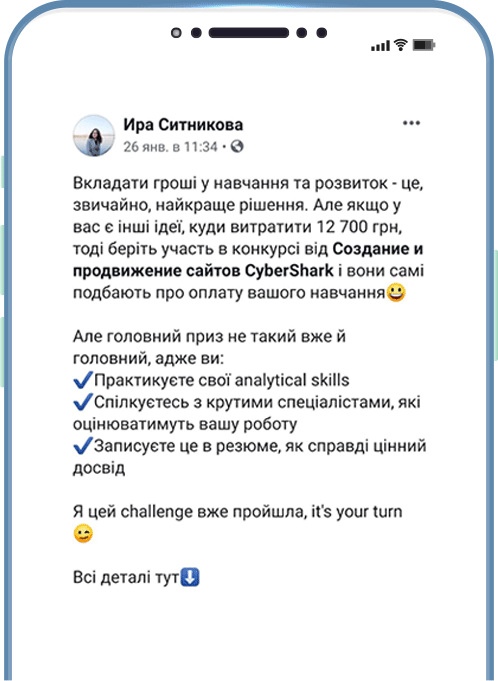 Ира Ситникова
26 янв. в 11:34 •
Вкладати гроші у навчання та розвиток - це,
звичайно, найкраще рішення. Але якщо у
вас є інші ідеї, куди витратити 12 700 грн,
тоді беріть участь в конкурсі від Создание и
продвижение сайтов CyberShark і вони самі
подбають про оплату вашого навчання😀
Але головний приз не такий вже й
головний, адже ви:
✔Практикуєте свої analytical skills
✔Спілкуєтесь з крутими спеціалістами, які
оцінюватимуть вашу роботу
✔Записуєте це в резюме, як справді цінний
досвід
Я цей challenge вже пройшла, it's your turn
😉
Всі деталі тут⬇